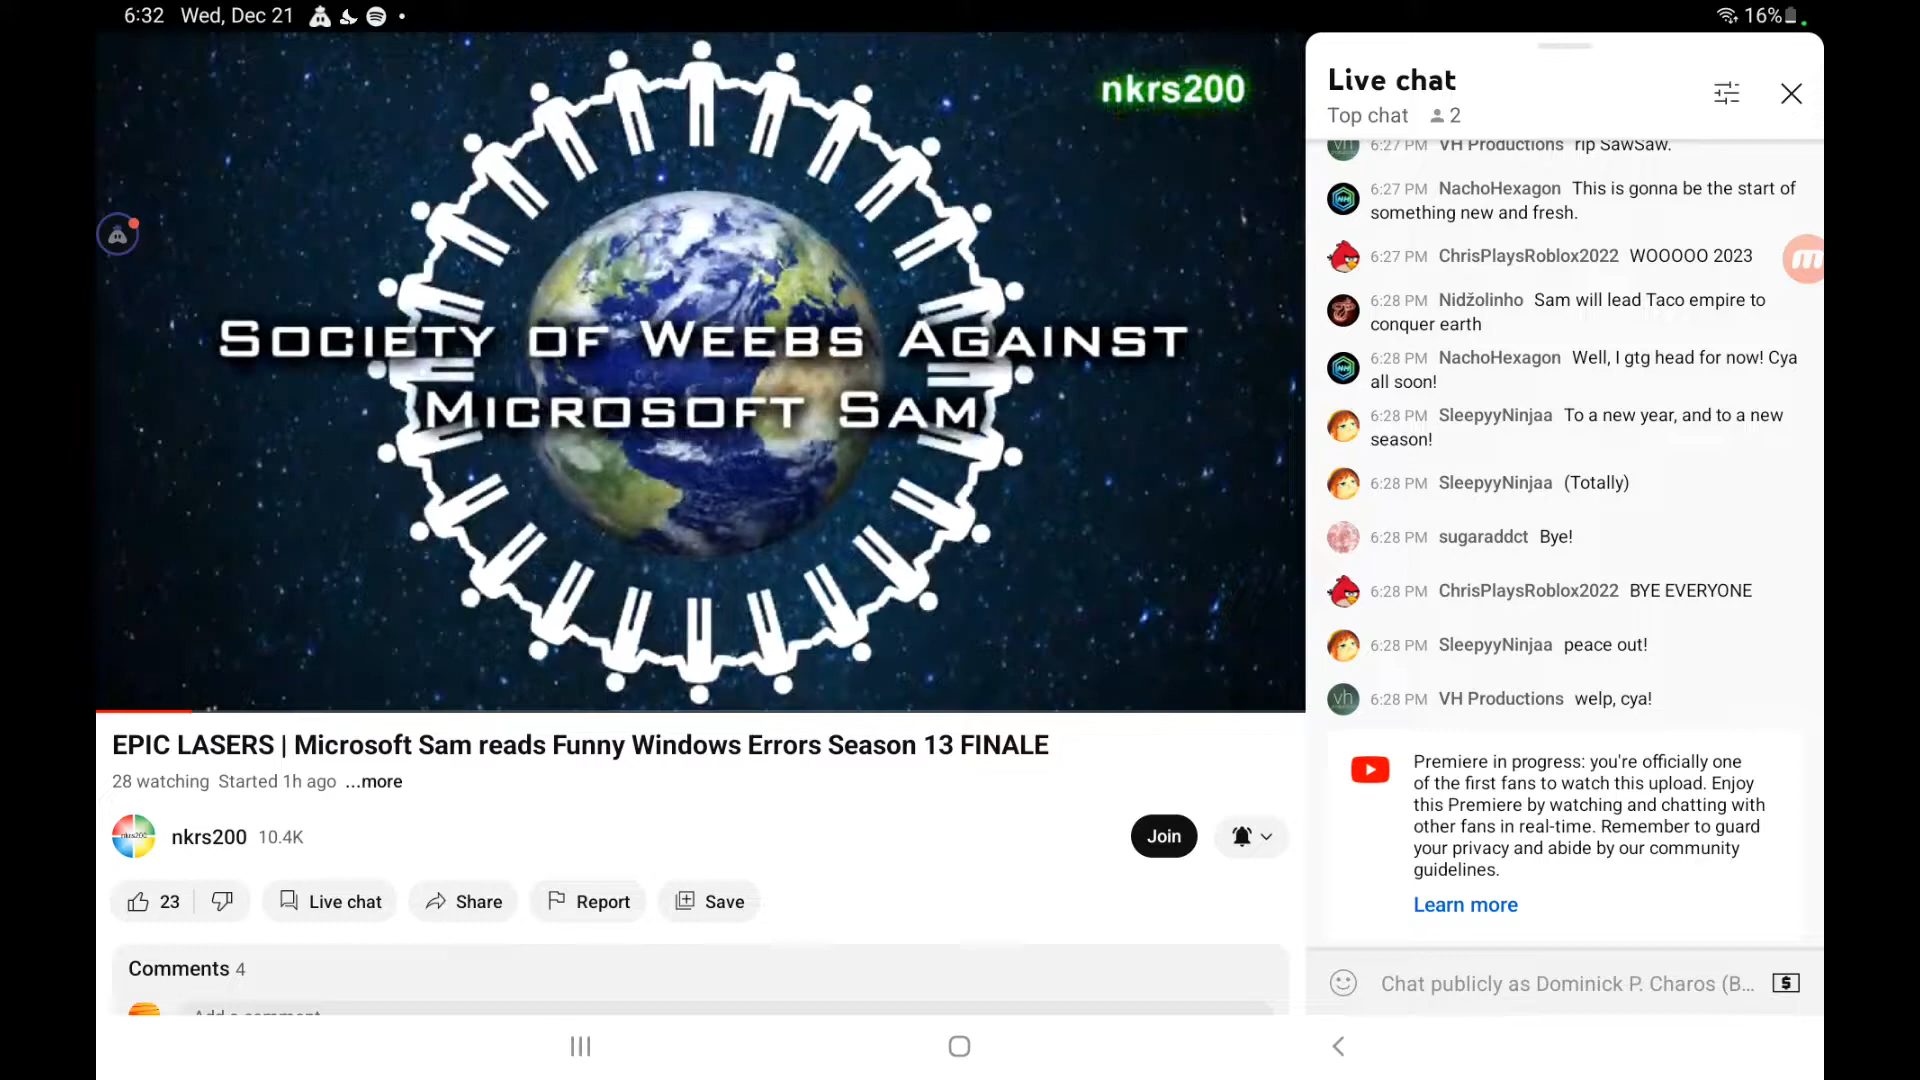 6:32 Wed, Dec 21
16%
nkrs200
Society of Weebs Against
Microsoft Sam
EPIC LASERS | Microsoft Sam reads Funny Windows Errors Season 13 FINALE
28 watching Started 1h ago ...more
nkrs200
nkrs200 10.4K
Join
23
Live chat
Share
Report
Save
Comments 4
Add a comment
Live chat
Top chat 2
vh 6:27 PM VH Productions rip SawSaw.
NH 6:27 PM NachoHexagon This is gonna be the start of
something new and fresh.
6:27 PM ChrisPlaysRoblox2022 WOOOOO 2023
6:28 PM Nidžolinho Sam will lead Taco empire to
conquer earth
NH 6:28 PM NachoHexagon Well, I gtg head for now! Cya
all soon!
6:28 PM SleepyyNinjaa To a new year, and to a new
season!
6:28 PM SleepyyNinjaa (Totally)
6:28 PM sugaraddct Bye!
6:28 PM ChrisPlaysRoblox2022 BYE EVERYONE
6:28 PM SleepyyNinjaa peace out!
vh 6:28 PM VH Productions welp, cya!
Premiere in progress: you're officially one
of the first fans to watch this upload. Enjoy
this Premiere by watching and chatting with
other fans in real-time. Remember to guard
your privacy and abide by our community
guidelines.
Learn more
Chat publicly as Dominick P. Charos (B...